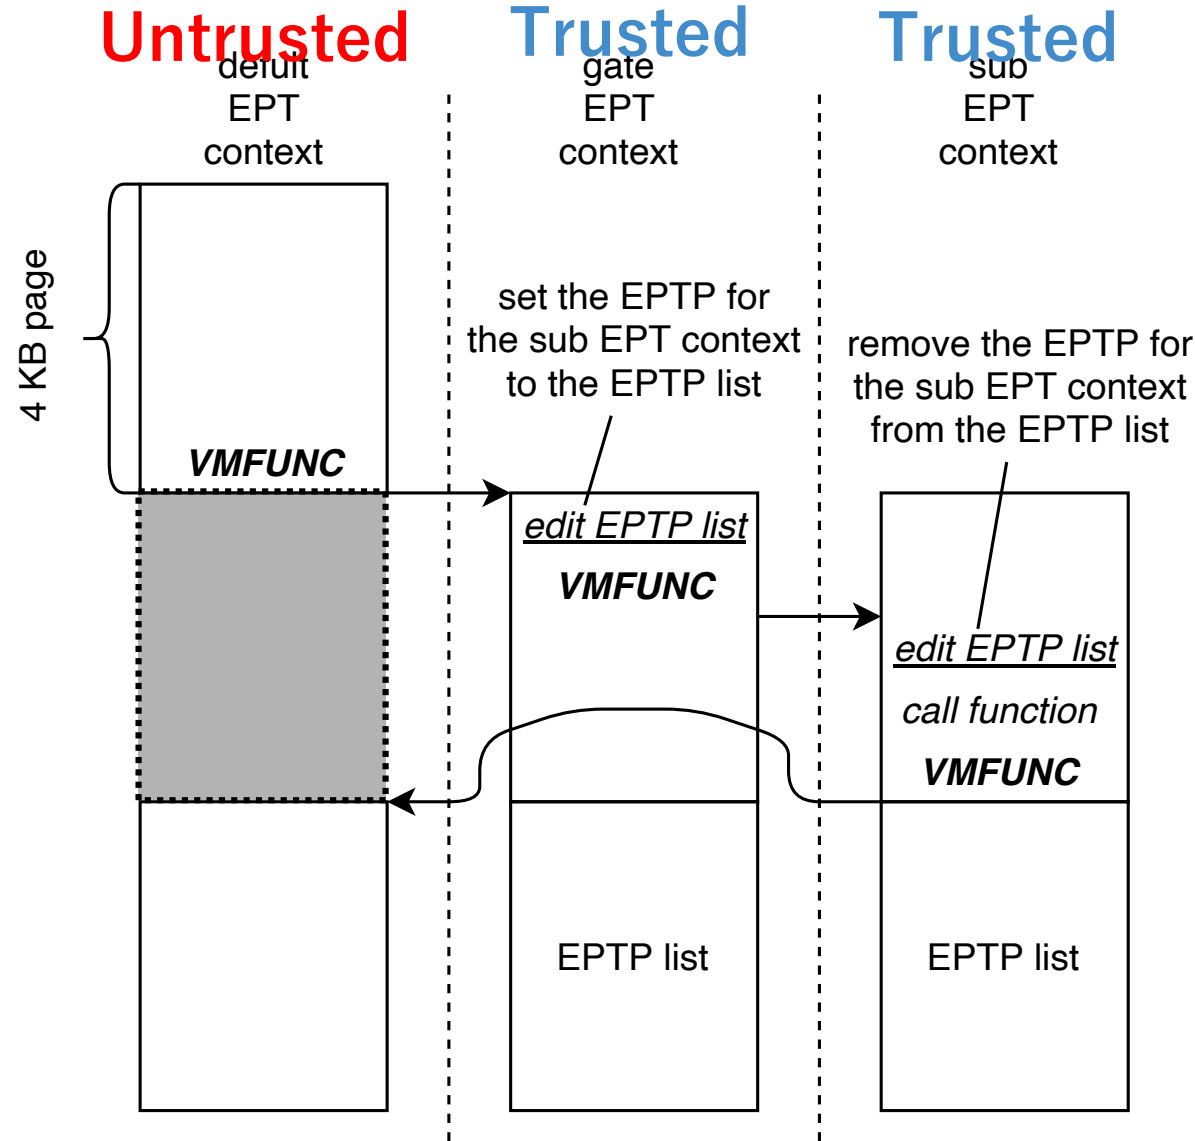 Untrusted
defult
EPT
context
Trusted
gate
EPT
context
Trusted
sub
EPT
context
4 KB page
VMFUNC
set the EPTP for
the sub EPT context
to the EPTP list
edit EPTP list
VMFUNC
EPTP list
remove the EPTP for
the sub EPT context
from the EPTP list
edit EPTP list
call function
VMFUNC
EPTP list